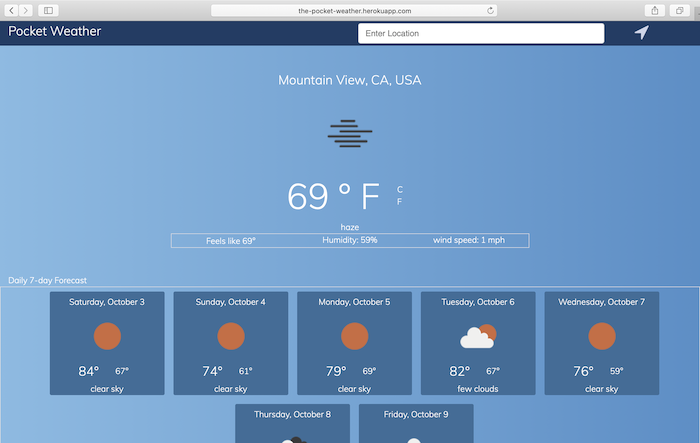 the-pocket-weather.herokuapp.com
Pocket Weather
Enter Location
Mountain View, CA, USA
69 ° F
C
F
haze
Feels like 69° Humidity: 59% wind speed: 1 mph
Daily 7-day Forecast
Saturday, October 3
84° 67°
clear sky
Sunday, October 4
74° 61°
clear sky
Monday, October 5
79° 69°
clear sky
Tuesday, October 6
82° 67°
few clouds
Wednesday, October 7
76° 59°
clear sky
Thursday, October 8
Friday, October 9